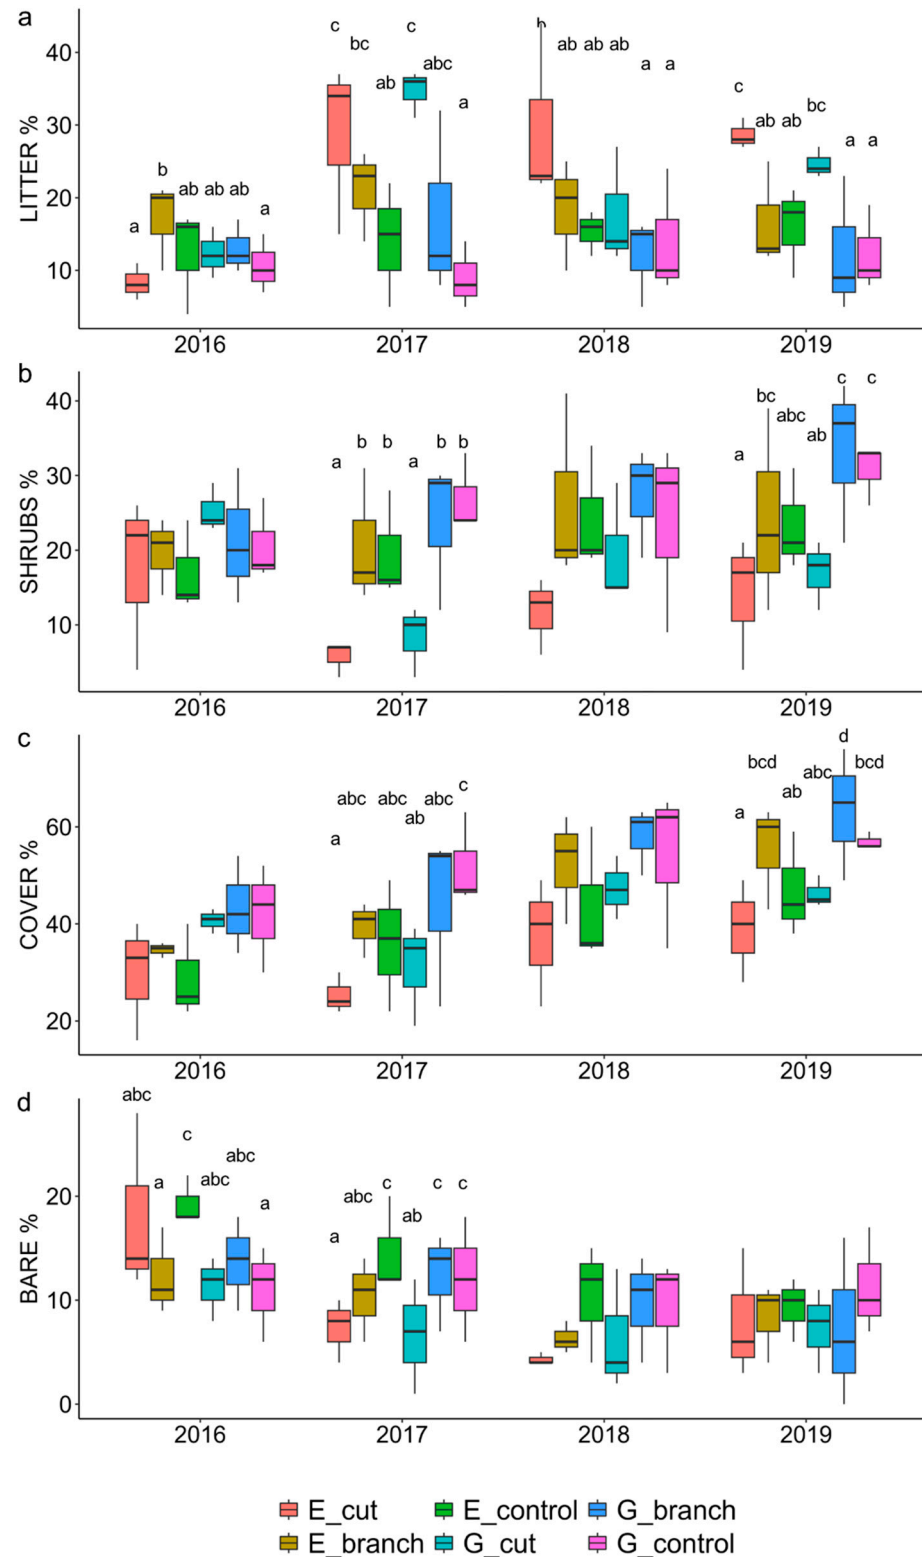 a
LITTER %
40
30
20
10
a b ab ab ab a
c bc ab c abc a
b ab ab ab a a
c ab ab bc a a
2016 2017 2018 2019
b
SHRUBS %
40
30
20
10
a b b a b b
a bc abc ab c c
2016 2017 2018 2019
c
COVER %
60
40
20
a abc abc ab abc c
a bcd ab abc d bcd
2016 2017 2018 2019
d
BARE %
20
10
0
abc a c abc abc a
a abc c ab c c
2016 2017 2018 2019
E_cut E_control G_branch
E_branch G_cut G_control